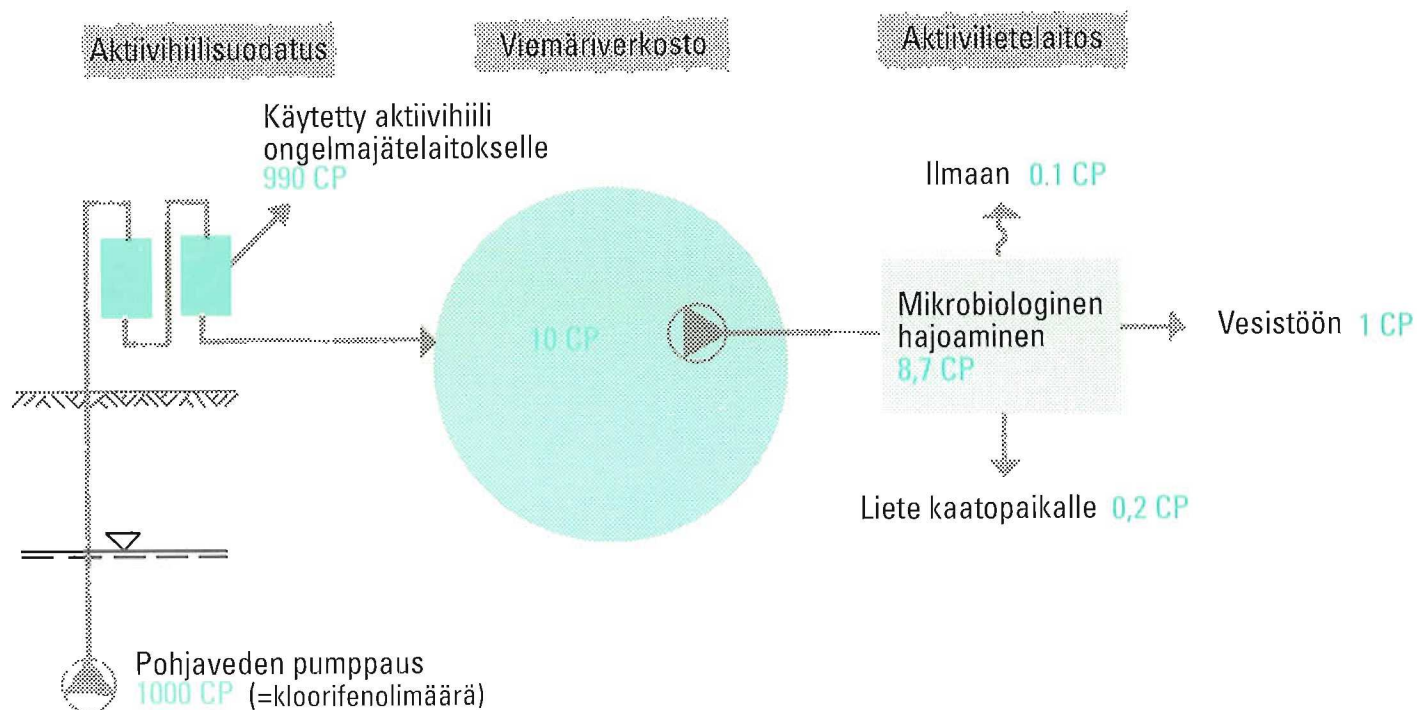 Aktiivihiilisuodatus
Viemäriverkosto
Aktiivilietelaitos
Käytetty aktiivihiili
ongelmajätelaitokselle
990 CP
Ilmaan 0.1 CP
10 CP
Mikrobiologinen
hajoaminen
8,7 CP
Vesistöön 1 CP
Liete kaatopaikalle 0,2 CP
Pohjaveden pumppaus
1000 CP (=kloorifenolimäärä)